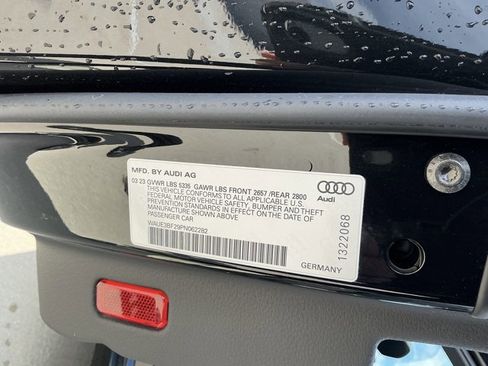 MFD. BY AUDI AG
03 23 GVWR LBS 5335 GAWR LBS FRONT 2657 /REAR 2800
THIS VEHICLE CONFORMS TO ALL APPLICABLE U.S.
FEDERAL MOTOR VEHICLE SAFETY, BUMPER AND THEFT
PREVENTION STANDARDS IN EFFECT ON THE DATE OF
MANUFACTURE SHOWN ABOVE
PASSENGER CAR
WAUE3BF29PN062282
Audi
1322068
GERMANY